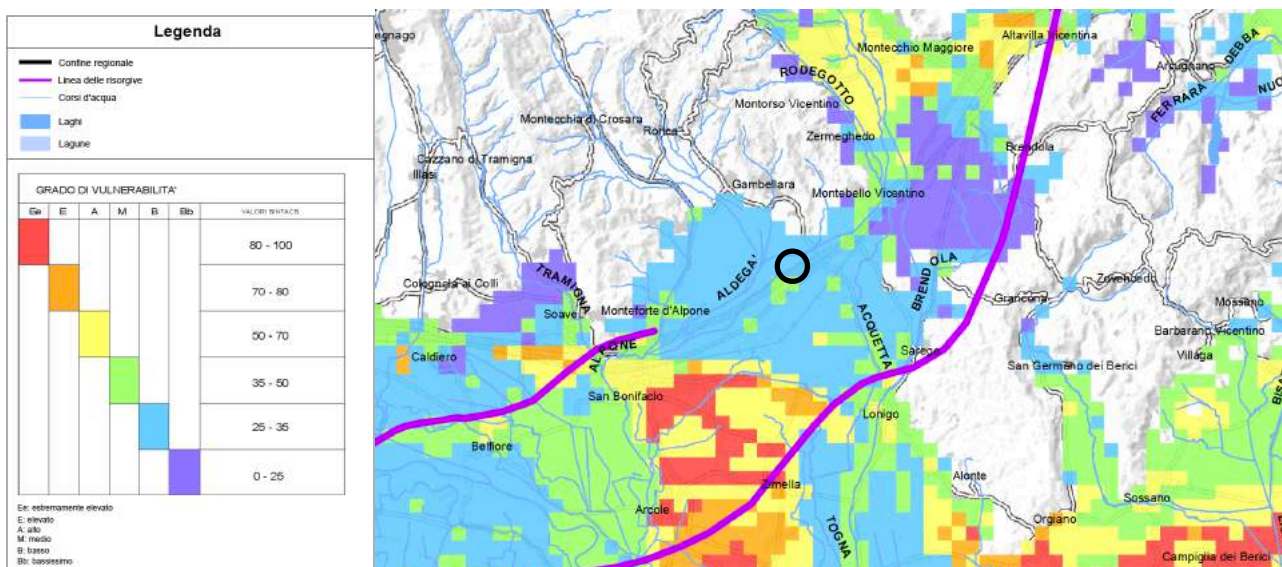 Legenda
Confine regionale
Linea delle risorgive
Corsi d'acqua
Laghi
Lagune
GRADO DI VULNERABILITA'
Ee E A M B Bb VALORI SINTACS
80 - 100
70 - 80
50 - 70
35 - 50
25 - 35
0 - 25
Ee: estremamente elevato
E: elevato
A: alto
M: medio
B: basso
Bb: bassissimo
egnago
Montecchio Maggiore
Altavilla Vicentina
RODEGOTTO
Arcugnano
DEBBA
FERRARA
NUO
Montorso Vicentino
Montecchia di Crosara
Roncà
Zermeghedo
Brendola
Cazzano di Tramigna
Illasi
Gambellara
Montebello Vicentino
TRAMIGNA
ALDEGA'
BRENDOLA
Colognola ai Colli
Zovencedo
Grancona
Mossano
Soave
Monteforte d'Alpone
ACQUETTA
Barbarano Vicentino
Caldiero
ALPONE
Sarego
Villaga
San Germano dei Berici
BIS
San Bonifacio
Lonigo
Belfiore
Zimella
Alonte
Sossano
Arcole
TOGNA
Orgiano
Campiglia dei Berici